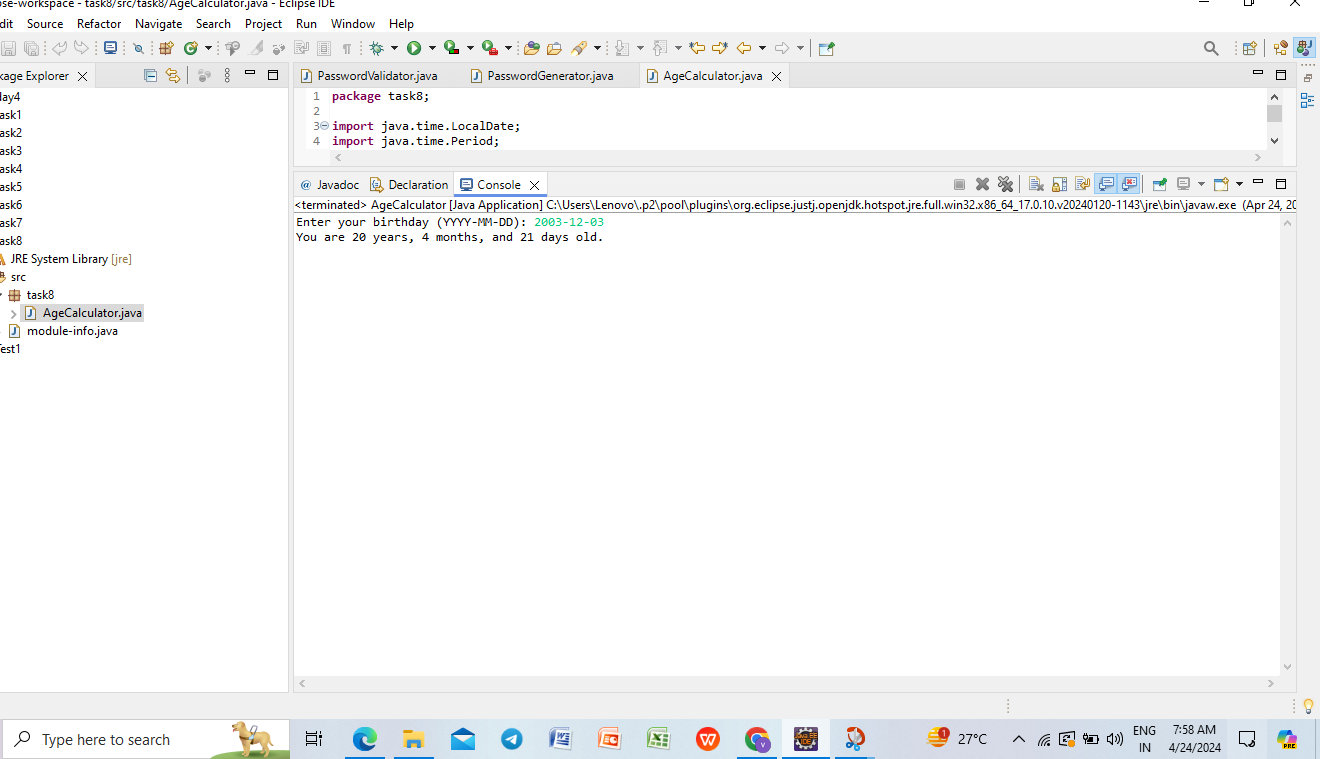 pse-workspace - task8/src/task8/AgeCalculator.java - Eclipse IDE
dit Source Refactor Navigate Search Project Run Window Help
kage Explorer
PasswordValidator.java PasswordGenerator.java AgeCalculator.java
lay4
ask1
ask2
ask3
ask4
ask5
ask6
ask7
ask8
JRE System Library [jre]
src
task8
AgeCalculator.java
module-info.java
Test1
1 package task8;
2
3 import java.time.LocalDate;
4 import java.time.Period;
@ Javadoc Declaration Console
<terminated> AgeCalculator [Java Application] C:\Users\Lenovo\.p2\pool\plugins\org.eclipse.justj.openjdk.hotspot.jre.full.win32.x86_64_17.0.10.v20240120-1143\jre\bin\javaw.exe (Apr 24, 20
Enter your birthday (YYYY-MM-DD): 2003-12-03
You are 20 years, 4 months, and 21 days old.
Type here to search
1
27°C
ENG
IN
7:58 AM
4/24/2024
PRE